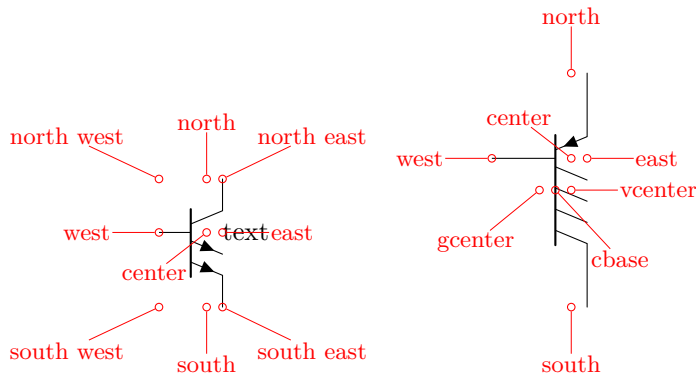 north
center
west
east
vcenter
gcenter
cbase
south
north west
north
north east
west
text
east
center
south west
south
south east